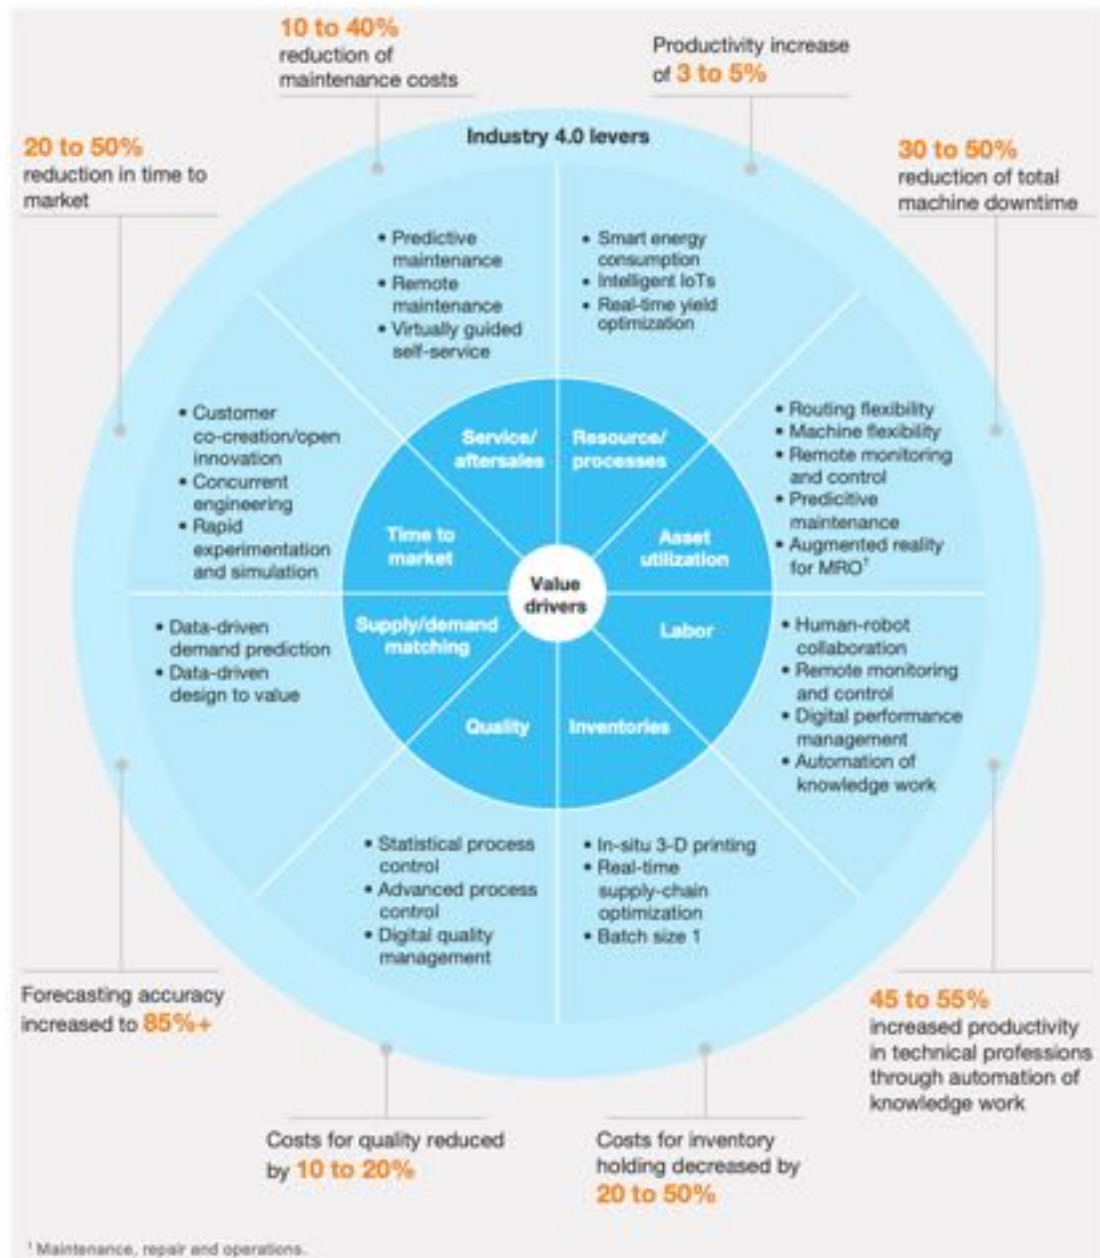 10 to 40%
reduction of
maintenance costs
Productivity increase
of 3 to 5%
Industry 4.0 levers
20 to 50%
reduction in time to
market
30 to 50%
reduction of total
machine downtime
• Predictive
maintenance
• Remote
maintenance
• Virtually guided
self-service
• Smart energy
consumption
• Intelligent IoTs
• Real-time yield
optimization
• Customer
co-creation/open
innovation
• Concurrent
engineering
• Rapid
experimentation
and simulation
• Routing flexibility
• Machine flexibility
• Remote monitoring
and control
• Predicitive
maintenance
• Augmented reality
for MRO¹
Service/
aftersales
Resource/
processes
Time to
market
Asset
utilization
Value
drivers
Supply/demand
matching
Labor
Quality
Inventories
• Data-driven
demand prediction
• Data-driven
design to value
• Human-robot
collaboration
• Remote monitoring
and control
• Digital performance
management
• Automation of
knowledge work
• Statistical process
control
• Advanced process
control
• Digital quality
management
• In-situ 3-D printing
• Real-time
supply-chain
optimization
• Batch size 1
Forecasting accuracy
increased to 85%+
45 to 55%
increased productivity
in technical professions
through automation of
knowledge work
Costs for quality reduced
by 10 to 20%
Costs for inventory
holding decreased by
20 to 50%
¹ Maintenance, repair and operations.